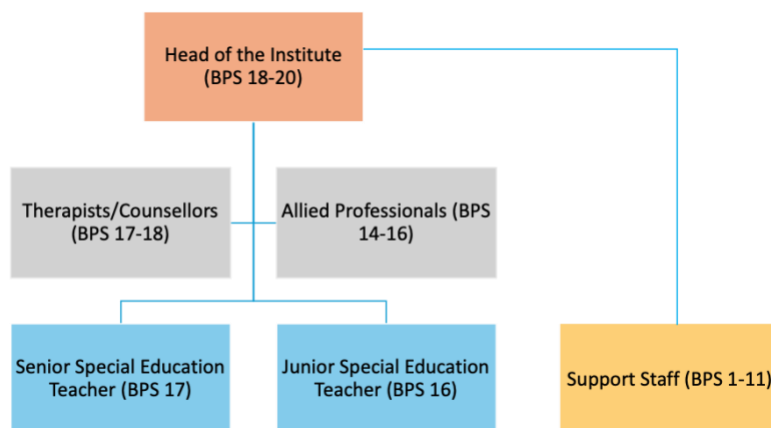 Head of the Institute
(BPS 18-20)
Therapists/Counsellors
(BPS 17-18)
Allied Professionals (BPS
14-16)
Senior Special Education
Teacher (BPS 17)
Junior Special Education
Teacher (BPS 16)
Support Staff (BPS 1-11)